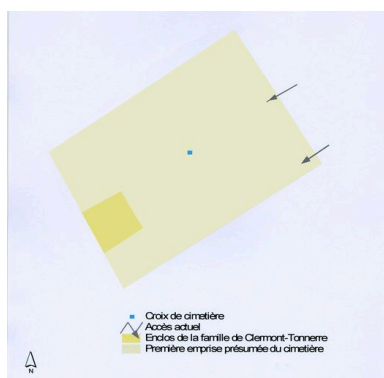 Croix de cimetière
Accès actuel
Enclos de la famille de Clermont-Tonnerre
Première emprise présumée du cimetière
N